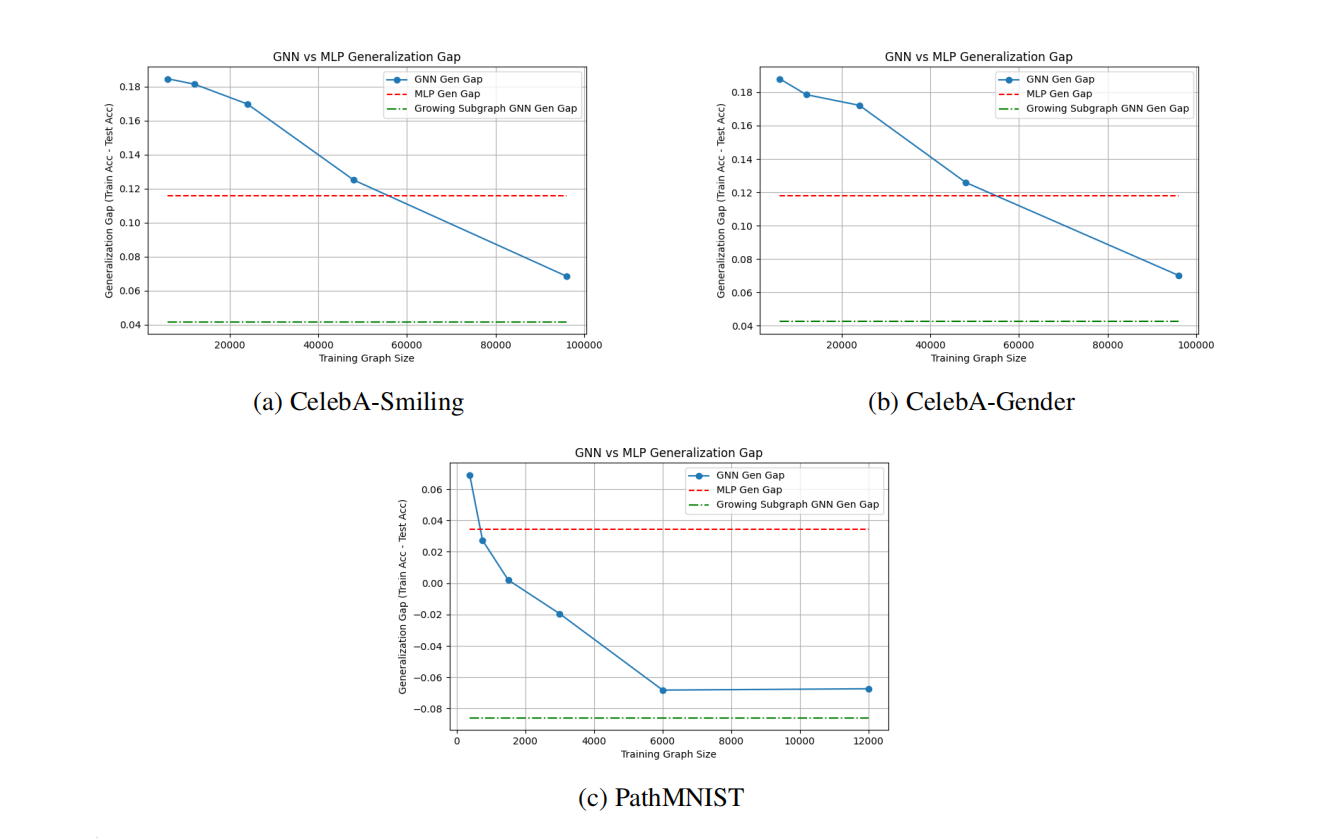 GNN vs MLP Generalization Gap
GNN Gen Gap
MLP Gen Gap
Growing Subgraph GNN Gen Gap
Generalization Gap (Train Acc - Test Acc)
0.18
0.16
0.14
0.12
0.10
0.08
0.06
0.04
20000 40000 60000 80000 100000
Training Graph Size
(a) CelebA-Smiling
GNN vs MLP Generalization Gap
GNN Gen Gap
MLP Gen Gap
Growing Subgraph GNN Gen Gap
Generalization Gap (Train Acc - Test Acc)
0.18
0.16
0.14
0.12
0.10
0.08
0.06
0.04
20000 40000 60000 80000 100000
Training Graph Size
(b) CelebA-Gender
GNN vs MLP Generalization Gap
GNN Gen Gap
MLP Gen Gap
Growing Subgraph GNN Gen Gap
Generalization Gap (Train Acc - Test Acc)
0.06
0.04
0.02
0.00
−0.02
−0.04
−0.06
−0.08
0 2000 4000 6000 8000 10000 12000
Training Graph Size
(c) PathMNIST